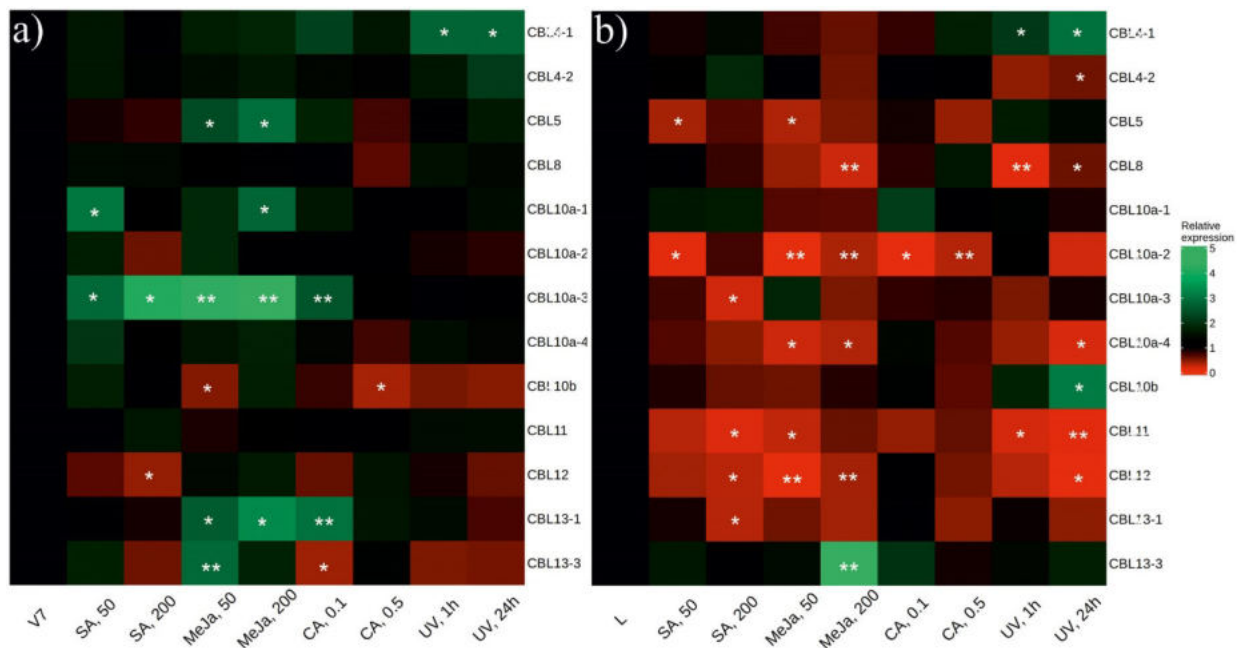 a)
CBL4-1
CBL4-2
* *
CBL5
* *
CBL8
CBL10a-1
* *
CBL10a-2
CBL10a-3
* * ** ** **
CBL10a-4
CBL10b
* *
CBL11
CBL12
*
CBL13-1
* * **
CBL13-3
** *
V7
SA, 50
SA, 200
MeJa, 50
MeJa, 200
CA, 0.1
CA, 0.5
UV, 1h
UV, 24h
b)
CBL4-1
* *
CBL4-2
*
CBL5
* *
CBL8
** ** *
CBL10a-1
CBL10a-2
* ** ** * **
CBL10a-3
*
CBL10a-4
* * *
CBL10b
*
CBL11
* * * **
CBL12
* ** ** *
CBL13-1
*
CBL13-3
**
L
SA, 50
SA, 200
MeJa, 50
MeJa, 200
CA, 0.1
CA, 0.5
UV, 1h
UV, 24h
Relative
expression
5
4
3
2
1
0